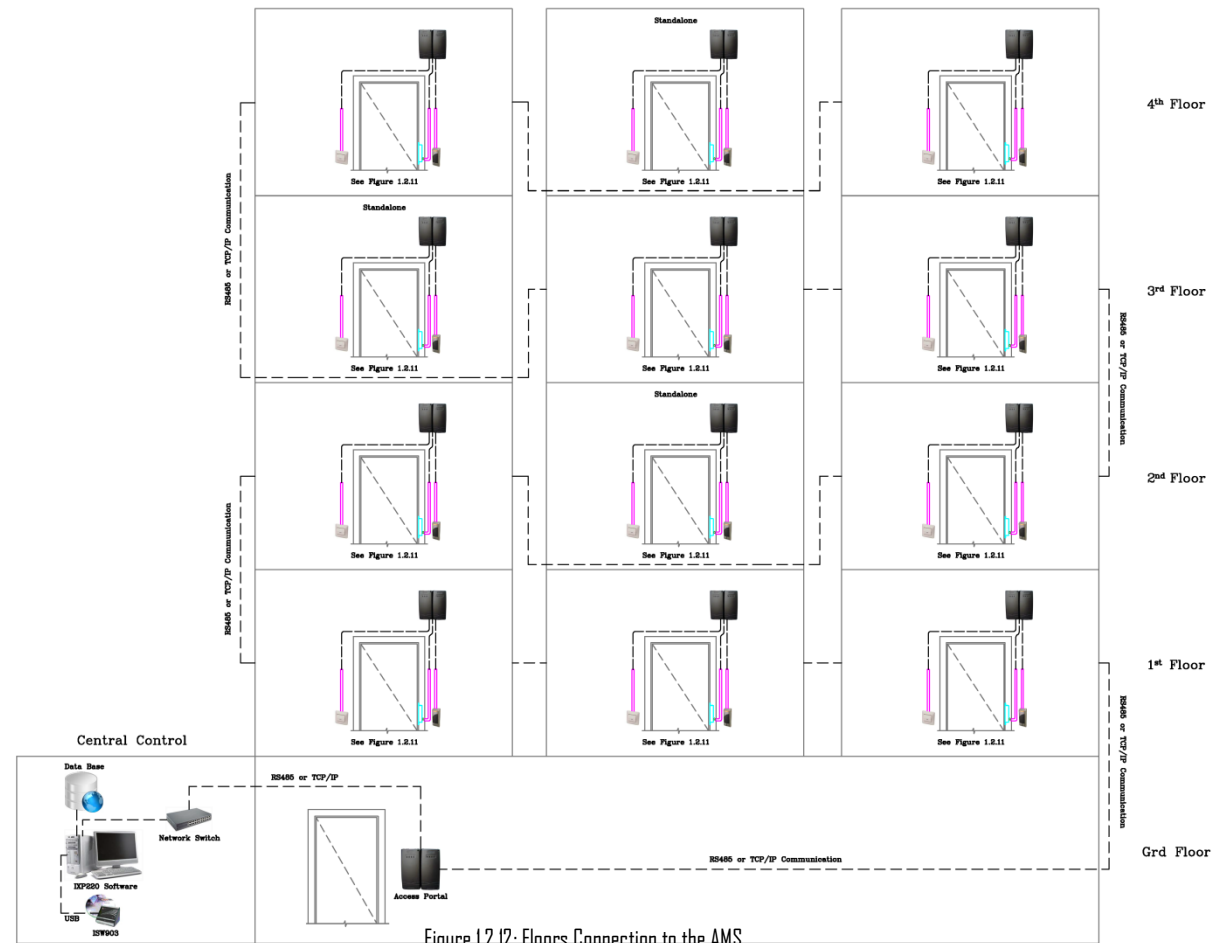 Standalone
4th Floor
See Figure 1.2.11
See Figure 1.2.11
See Figure 1.2.11
RS485 or TCP/IP Communication
Standalone
3rd Floor
See Figure 1.2.11
See Figure 1.2.11
See Figure 1.2.11
RS485 or TCP/IP Communication
Standalone
2nd Floor
See Figure 1.2.11
See Figure 1.2.11
See Figure 1.2.11
RS485 or TCP/IP Communication
1st Floor
See Figure 1.2.11
See Figure 1.2.11
See Figure 1.2.11
RS485 or TCP/IP Communication
Central Control
Data Base
RS485 or TCP/IP
Network Switch
IXP220 Software
USB
ISW903
Access Portal
RS485 or TCP/IP Communication
Grd Floor
Figure 1.2.12: Floors Connection to the AMS